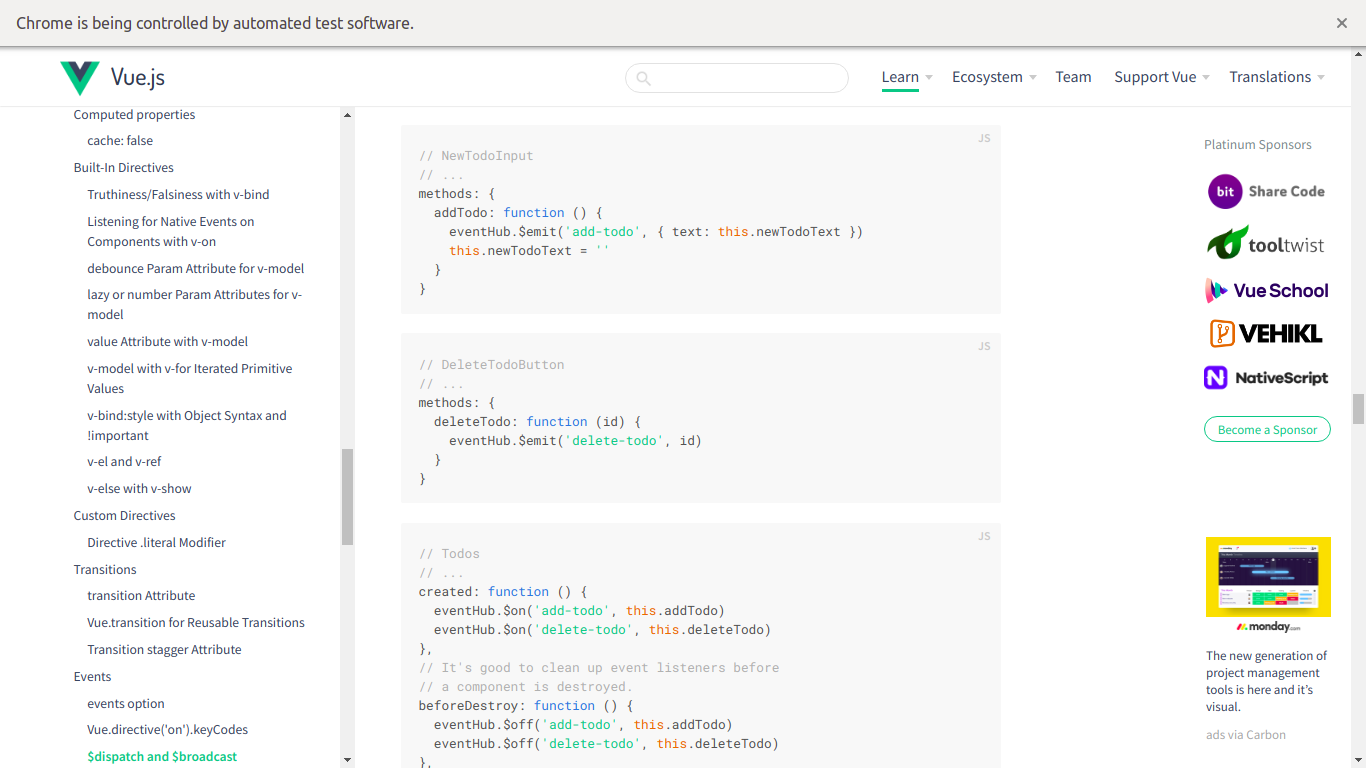 Chrome is being controlled by automated test software.
Vue.js
Learn
Ecosystem
Team
Support Vue
Translations
Computed properties
cache: false
Built-In Directives
Truthiness/Falsiness with v-bind
Listening for Native Events on
Components with v-on
debounce Param Attribute for v-model
lazy or number Param Attributes for v-
model
value Attribute with v-model
v-model with v-for Iterated Primitive
Values
v-bind:style with Object Syntax and
!important
v-el and v-ref
v-else with v-show
Custom Directives
Directive .literal Modifier
Transitions
transition Attribute
Vue.transition for Reusable Transitions
Transition stagger Attribute
Events
events option
Vue.directive('on').keyCodes
$dispatch and $broadcast
JS
// NewTodoInput
// ...
methods: {
  addTodo: function () {
    eventHub.$emit('add-todo', { text: this.newTodoText })
    this.newTodoText = ''
  }
}
JS
// DeleteTodoButton
// ...
methods: {
  deleteTodo: function (id) {
    eventHub.$emit('delete-todo', id)
  }
}
JS
// Todos
// ...
created: function () {
  eventHub.$on('add-todo', this.addTodo)
  eventHub.$on('delete-todo', this.deleteTodo)
},
// It's good to clean up event listeners before
// a component is destroyed.
beforeDestroy: function () {
  eventHub.$off('add-todo', this.addTodo)
  eventHub.$off('delete-todo', this.deleteTodo)
},
Platinum Sponsors
bit Share Code
tooltwist
Vue School
VEHIKL
NativeScript
Become a Sponsor
monday.com
The new generation of
project management
tools is here and it's
visual.
ads via Carbon